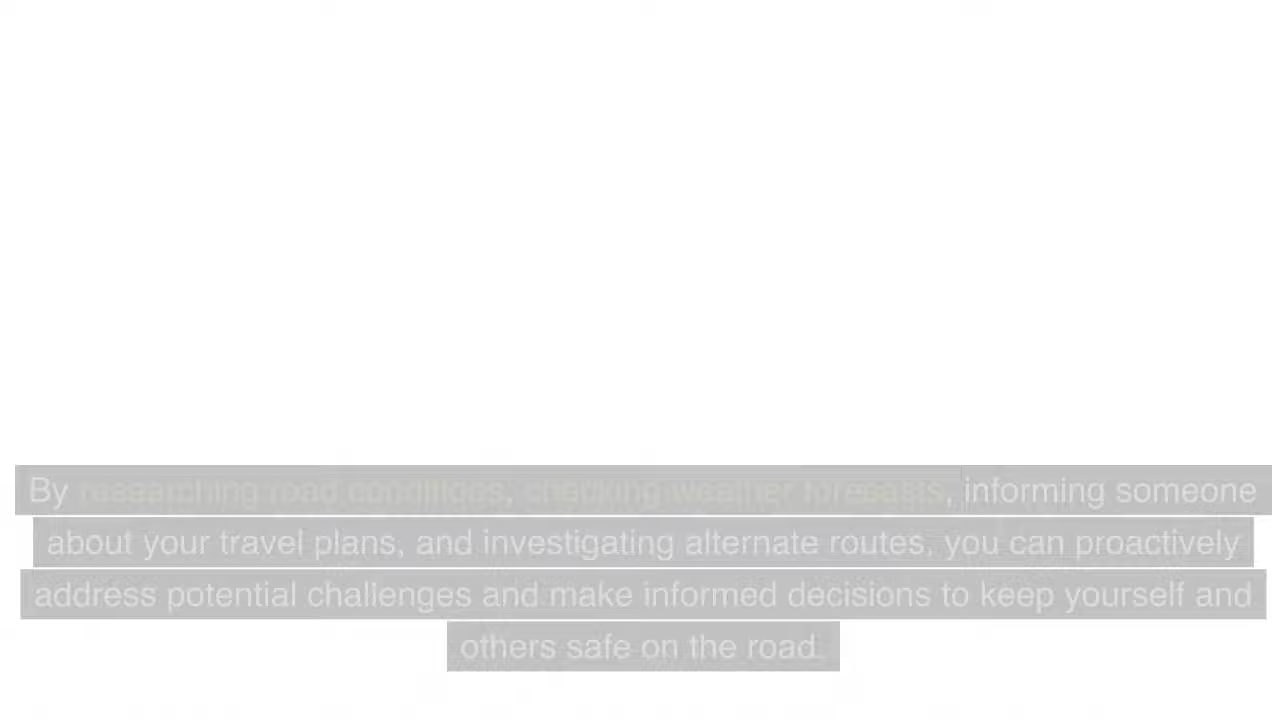 By researching road conditions, checking weather forecasts, informing someone
about your travel plans, and investigating alternate routes, you can proactively
address potential challenges and make informed decisions to keep yourself and
others safe on the road.